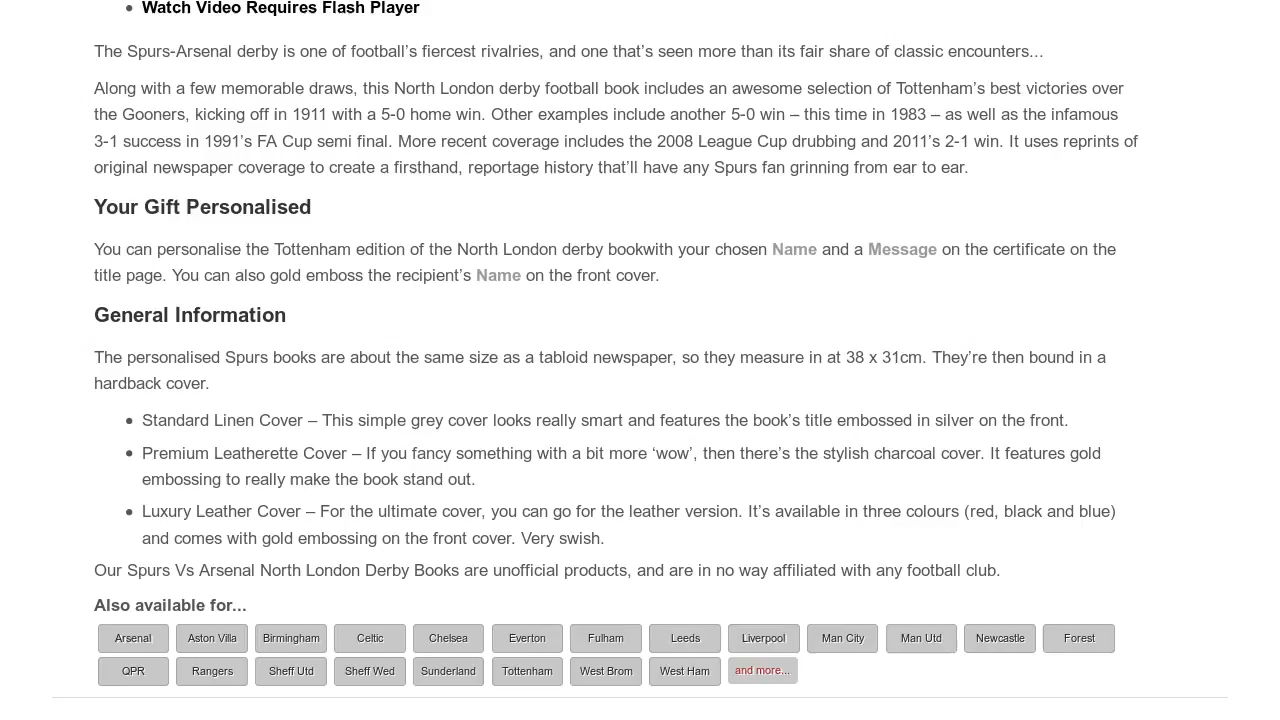 Watch Video Requires Flash Player
The Spurs-Arsenal derby is one of football's fiercest rivalries, and one that's seen more than its fair share of classic encounters...
Along with a few memorable draws, this North London derby football book includes an awesome selection of Tottenham's best victories over
the Gooners, kicking off in 1911 with a 5-0 home win. Other examples include another 5-0 win – this time in 1983 – as well as the infamous
3-1 success in 1991's FA Cup semi final. More recent coverage includes the 2008 League Cup drubbing and 2011's 2-1 win. It uses reprints of
original newspaper coverage to create a firsthand, reportage history that'll have any Spurs fan grinning from ear to ear.
Your Gift Personalised
You can personalise the Tottenham edition of the North London derby bookwith your chosen Name and a Message on the certificate on the
title page. You can also gold emboss the recipient's Name on the front cover.
General Information
The personalised Spurs books are about the same size as a tabloid newspaper, so they measure in at 38 x 31cm. They're then bound in a
hardback cover.
Standard Linen Cover – This simple grey cover looks really smart and features the book's title embossed in silver on the front.
Premium Leatherette Cover – If you fancy something with a bit more 'wow', then there's the stylish charcoal cover. It features gold
embossing to really make the book stand out.
Luxury Leather Cover – For the ultimate cover, you can go for the leather version. It's available in three colours (red, black and blue)
and comes with gold embossing on the front cover. Very swish.
Our Spurs Vs Arsenal North London Derby Books are unofficial products, and are in no way affiliated with any football club.
Also available for...
Arsenal Aston Villa Birmingham Celtic Chelsea Everton Fulham Leeds Liverpool Man City Man Utd Newcastle Forest
QPR Rangers Sheff Utd Sheff Wed Sunderland Tottenham West Brom West Ham and more...